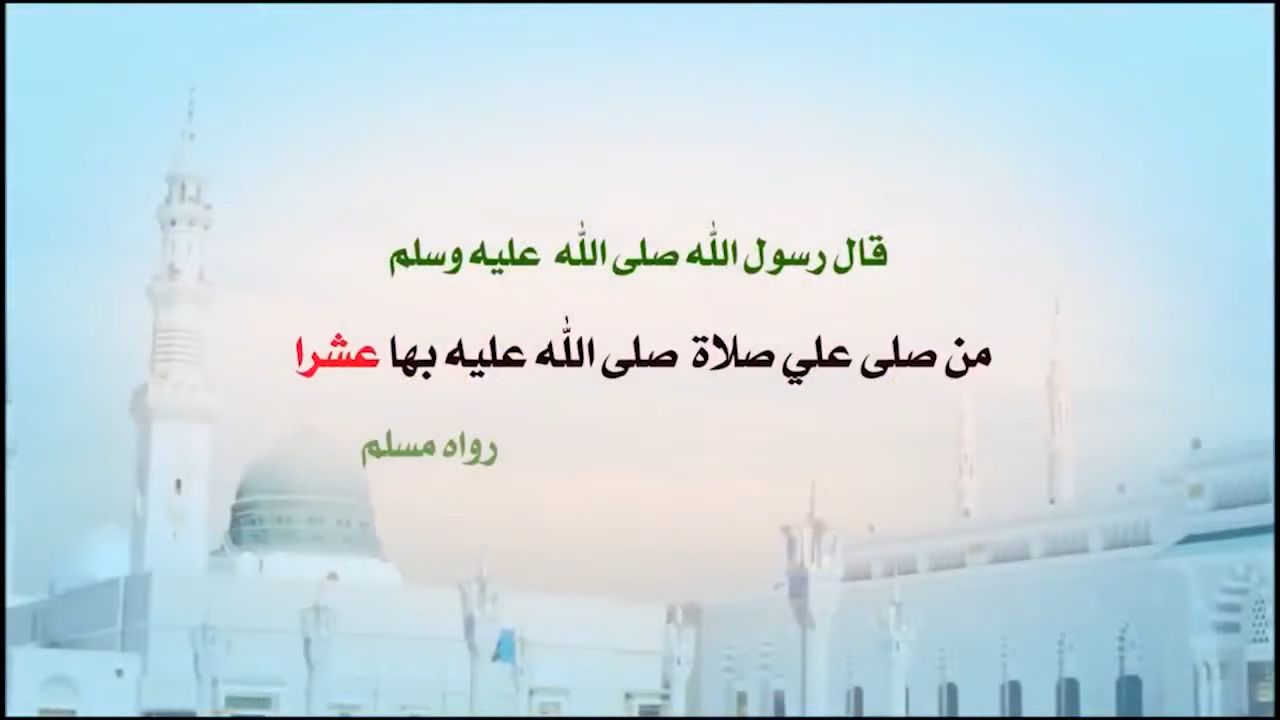 قال رسول الله صلى الله عليه وسلم
من صلى علي صلاة صلى الله عليه بها عشرا
رواه مسلم